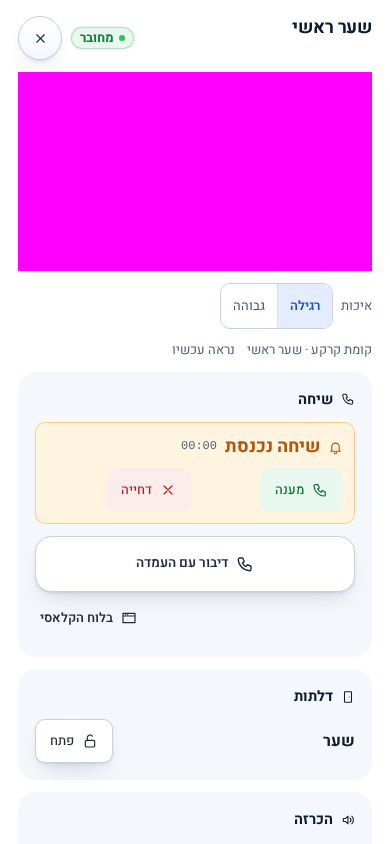 שער ראשי
מחובר
איכות
רגילה
גבוהה
קומת קרקע · שער ראשי נראה עכשיו
שיחה
שיחה נכנסת 00:00
מענה
דחייה
דיבור עם העמדה
בלוח הקלאסי
דלתות
שער
פתח
הכרזה